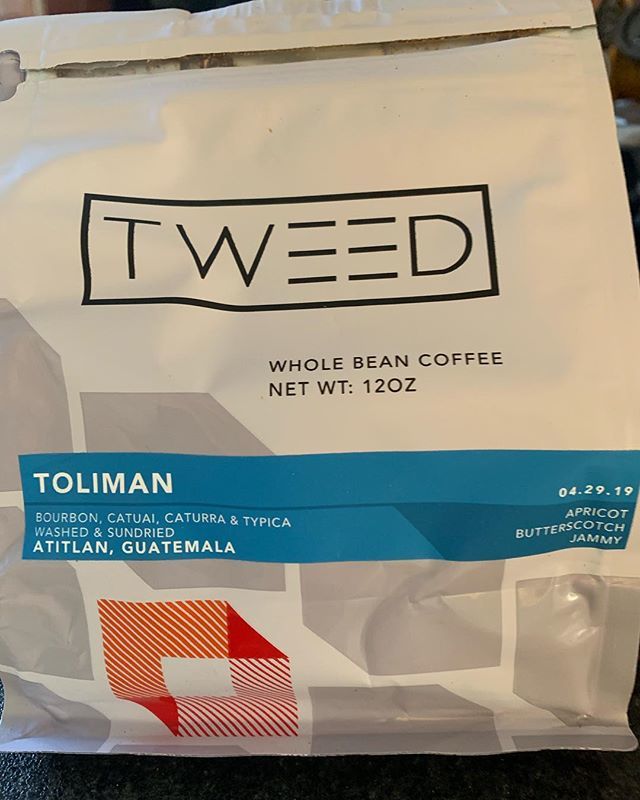 TWEED
WHOLE BEAN COFFEE
NET WT: 12OZ
TOLIMAN
BOURBON, CATUAI, CATURRA & TYPICA
WASHED & SUNDRIED
ATITLAN, GUATEMALA
04.29.19
APRICOT
BUTTERSCOTCH
JAMMY